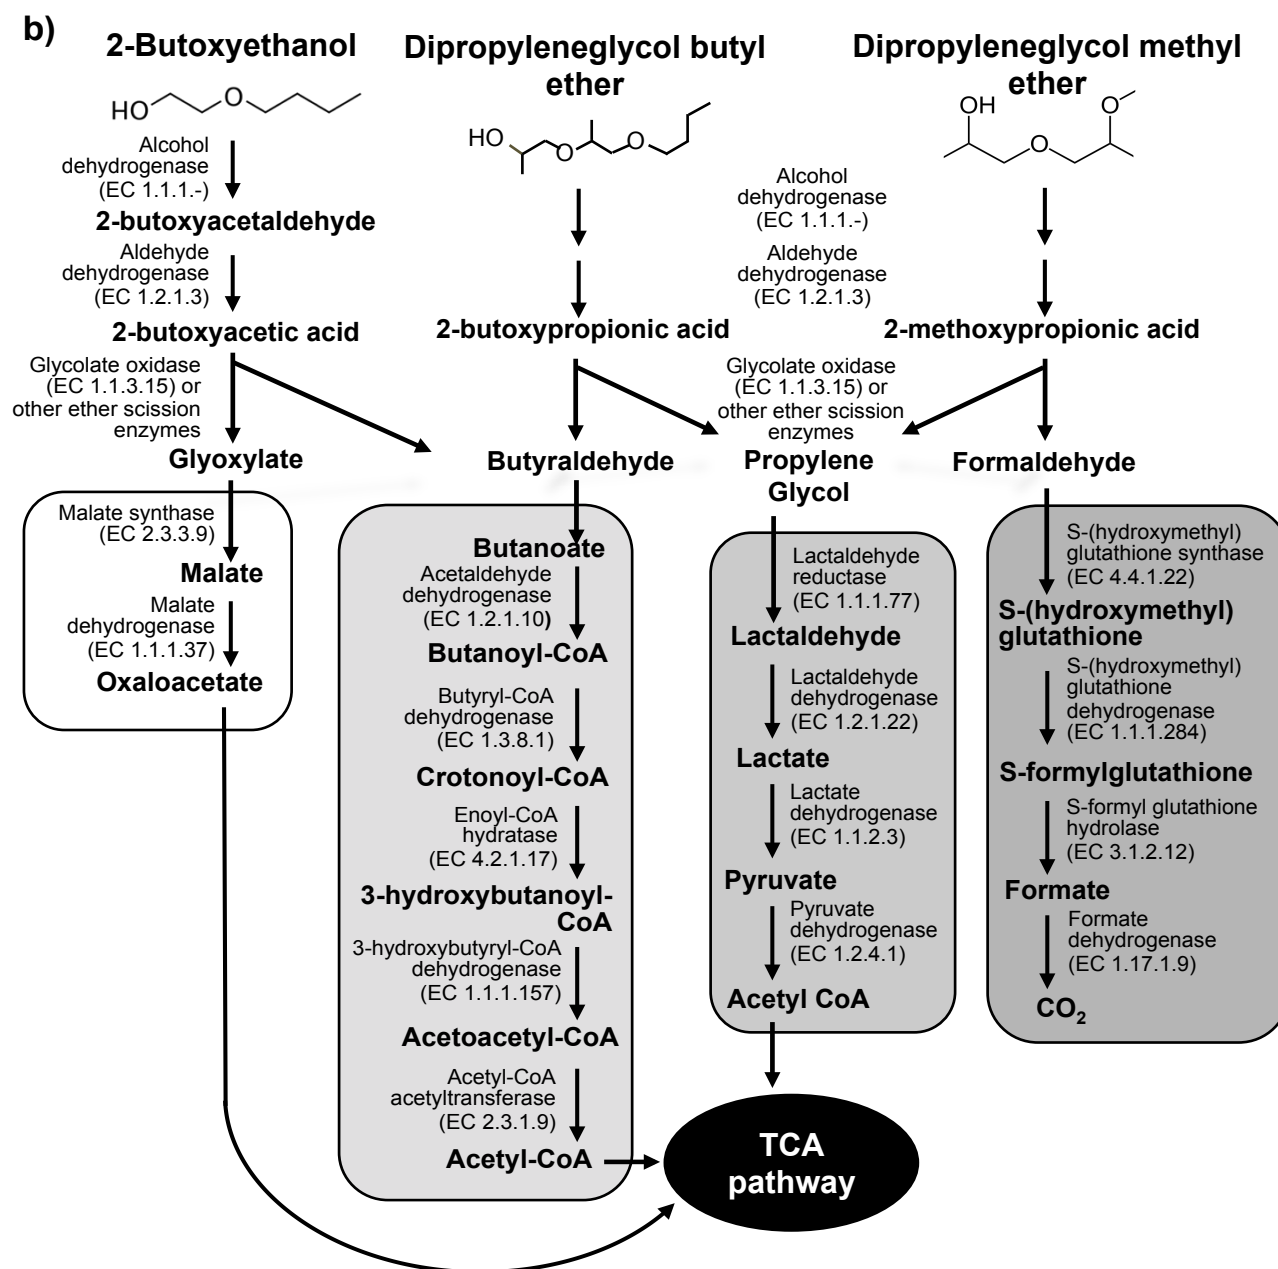 b)
2-Butoxyethanol
HO
O
Alcohol
dehydrogenase
(EC 1.1.1.-)
2-butoxyacetaldehyde
Aldehyde
dehydrogenase
(EC 1.2.1.3)
2-butoxyacetic acid
Glycolate oxidase
(EC 1.1.3.15) or
other ether scission
enzymes
Glyoxylate
Malate synthase
(EC 2.3.3.9)
Malate
Malate
dehydrogenase
(EC 1.1.1.37)
Oxaloacetate
Dipropyleneglycol butyl
ether
HO
O
O
2-butoxypropionic acid
Butyraldehyde
Butanoate
Acetaldehyde
dehydrogenase
(EC 1.2.1.10)
Butanoyl-CoA
Butyryl-CoA
dehydrogenase
(EC 1.3.8.1)
Crotonoyl-CoA
Enoyl-CoA
hydratase
(EC 4.2.1.17)
3-hydroxybutanoyl-
CoA
3-hydroxybutyryl-CoA
dehydrogenase
(EC 1.1.1.157)
Acetoacetyl-CoA
Acetyl-CoA
acetyltransferase
(EC 2.3.1.9)
Acetyl-CoA
Dipropyleneglycol methyl
ether
OH
O
O
Alcohol
dehydrogenase
(EC 1.1.1.-)
Aldehyde
dehydrogenase
(EC 1.2.1.3)
2-methoxypropionic acid
Glycolate oxidase
(EC 1.1.3.15) or
other ether scission
enzymes
Propylene
Glycol
Lactaldehyde
reductase
(EC 1.1.1.77)
Lactaldehyde
Lactaldehyde
dehydrogenase
(EC 1.2.1.22)
Lactate
Lactate
dehydrogenase
(EC 1.1.2.3)
Pyruvate
Pyruvate
dehydrogenase
(EC 1.2.4.1)
Acetyl CoA
Formaldehyde
S-(hydroxymethyl)
glutathione synthase
(EC 4.4.1.22)
S-(hydroxymethyl)
glutathione
S-(hydroxymethyl)
glutathione
dehydrogenase
(EC 1.1.1.284)
S-formylglutathione
S-formyl glutathione
hydrolase
(EC 3.1.2.12)
Formate
Formate
dehydrogenase
(EC 1.17.1.9)
CO₂
TCA
pathway